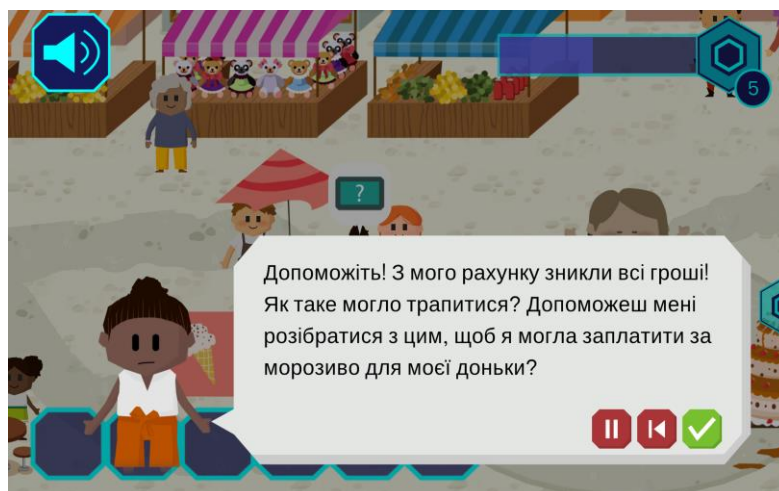 5
?
Допоможіть! З мого рахунку зникли всі гроші!
Як таке могло трапитися? Допоможеш мені
розібратися з цим, щоб я могла заплатити за
морозиво для моєї доньки?